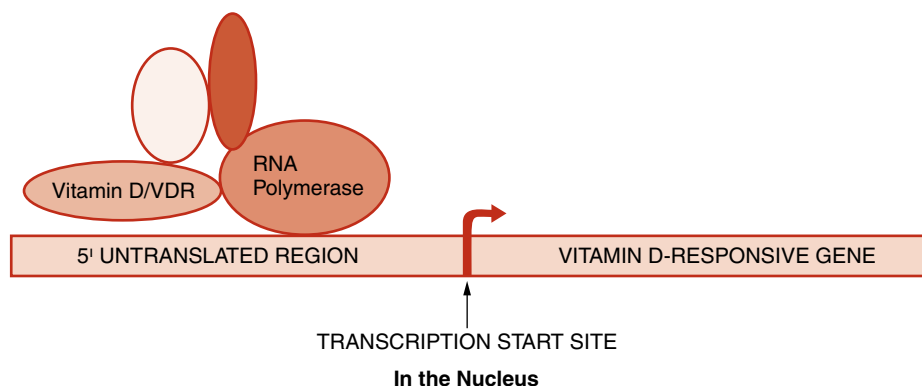 Vitamin D/VDR
RNA
Polymerase
5' UNTRANSLATED REGION
VITAMIN D-RESPONSIVE GENE
TRANSCRIPTION START SITE
In the Nucleus